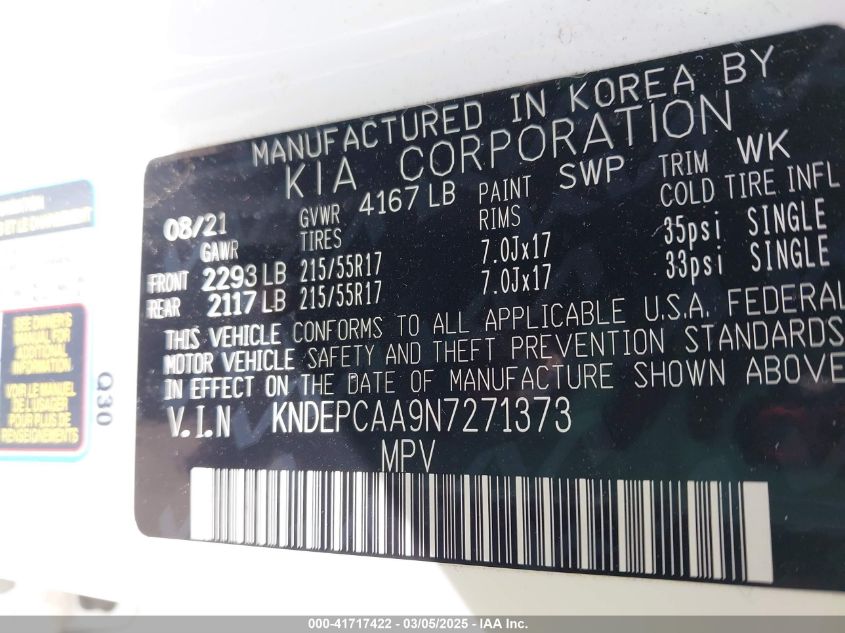 MANUFACTURED IN KOREA BY
KIA CORPORATION
08/21 GVWR 4167 LB PAINT SWP TRIM WK
GAWR TIRES RIMS COLD TIRE INFL
FRONT 2293 LB 215/55R17 7.0Jx17 35psi SINGLE
REAR 2117 LB 215/55R17 7.0Jx17 33psi SINGLE
THIS VEHICLE CONFORMS TO ALL APPLICABLE U.S.A. FEDERAL
MOTOR VEHICLE SAFETY AND THEFT PREVENTION STANDARDS
IN EFFECT ON THE DATE OF MANUFACTURE SHOWN ABOVE
V.I.N KNDEPCAA9N7271373
MPV
SEE OWNERS
MANUAL FOR
ADDITIONAL
INFORMATION
VOIR LE MANUEL
DE L'USAGER
POUR PLUS DE
RENSEIGNEMENTS
Q30
000-41717422 - 03/05/2025 - IAA Inc.